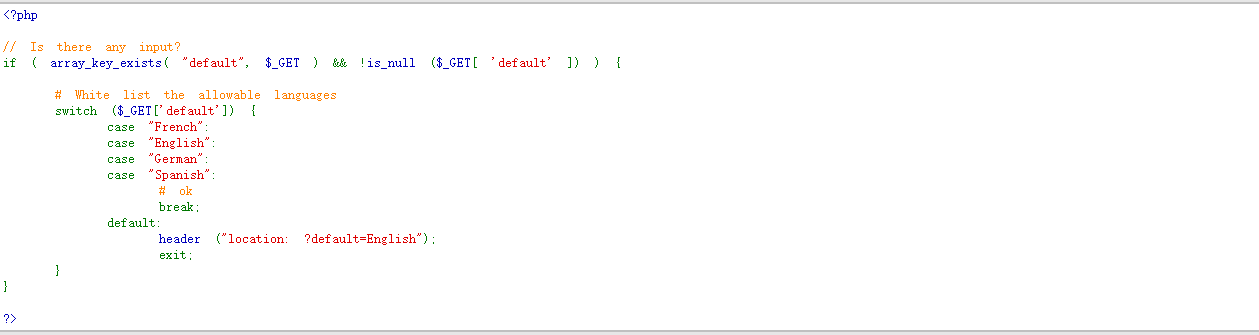 <?php
// Is there any input?
if ( array_key_exists( "default", $_GET ) && !is_null ($_GET[ 'default' ]) ) {
# White list the allowable languages
switch ($_GET['default']) {
case "French":
case "English":
case "German":
case "Spanish":
# ok
break;
default:
header ("location: ?default=English");
exit;
}
}
?>